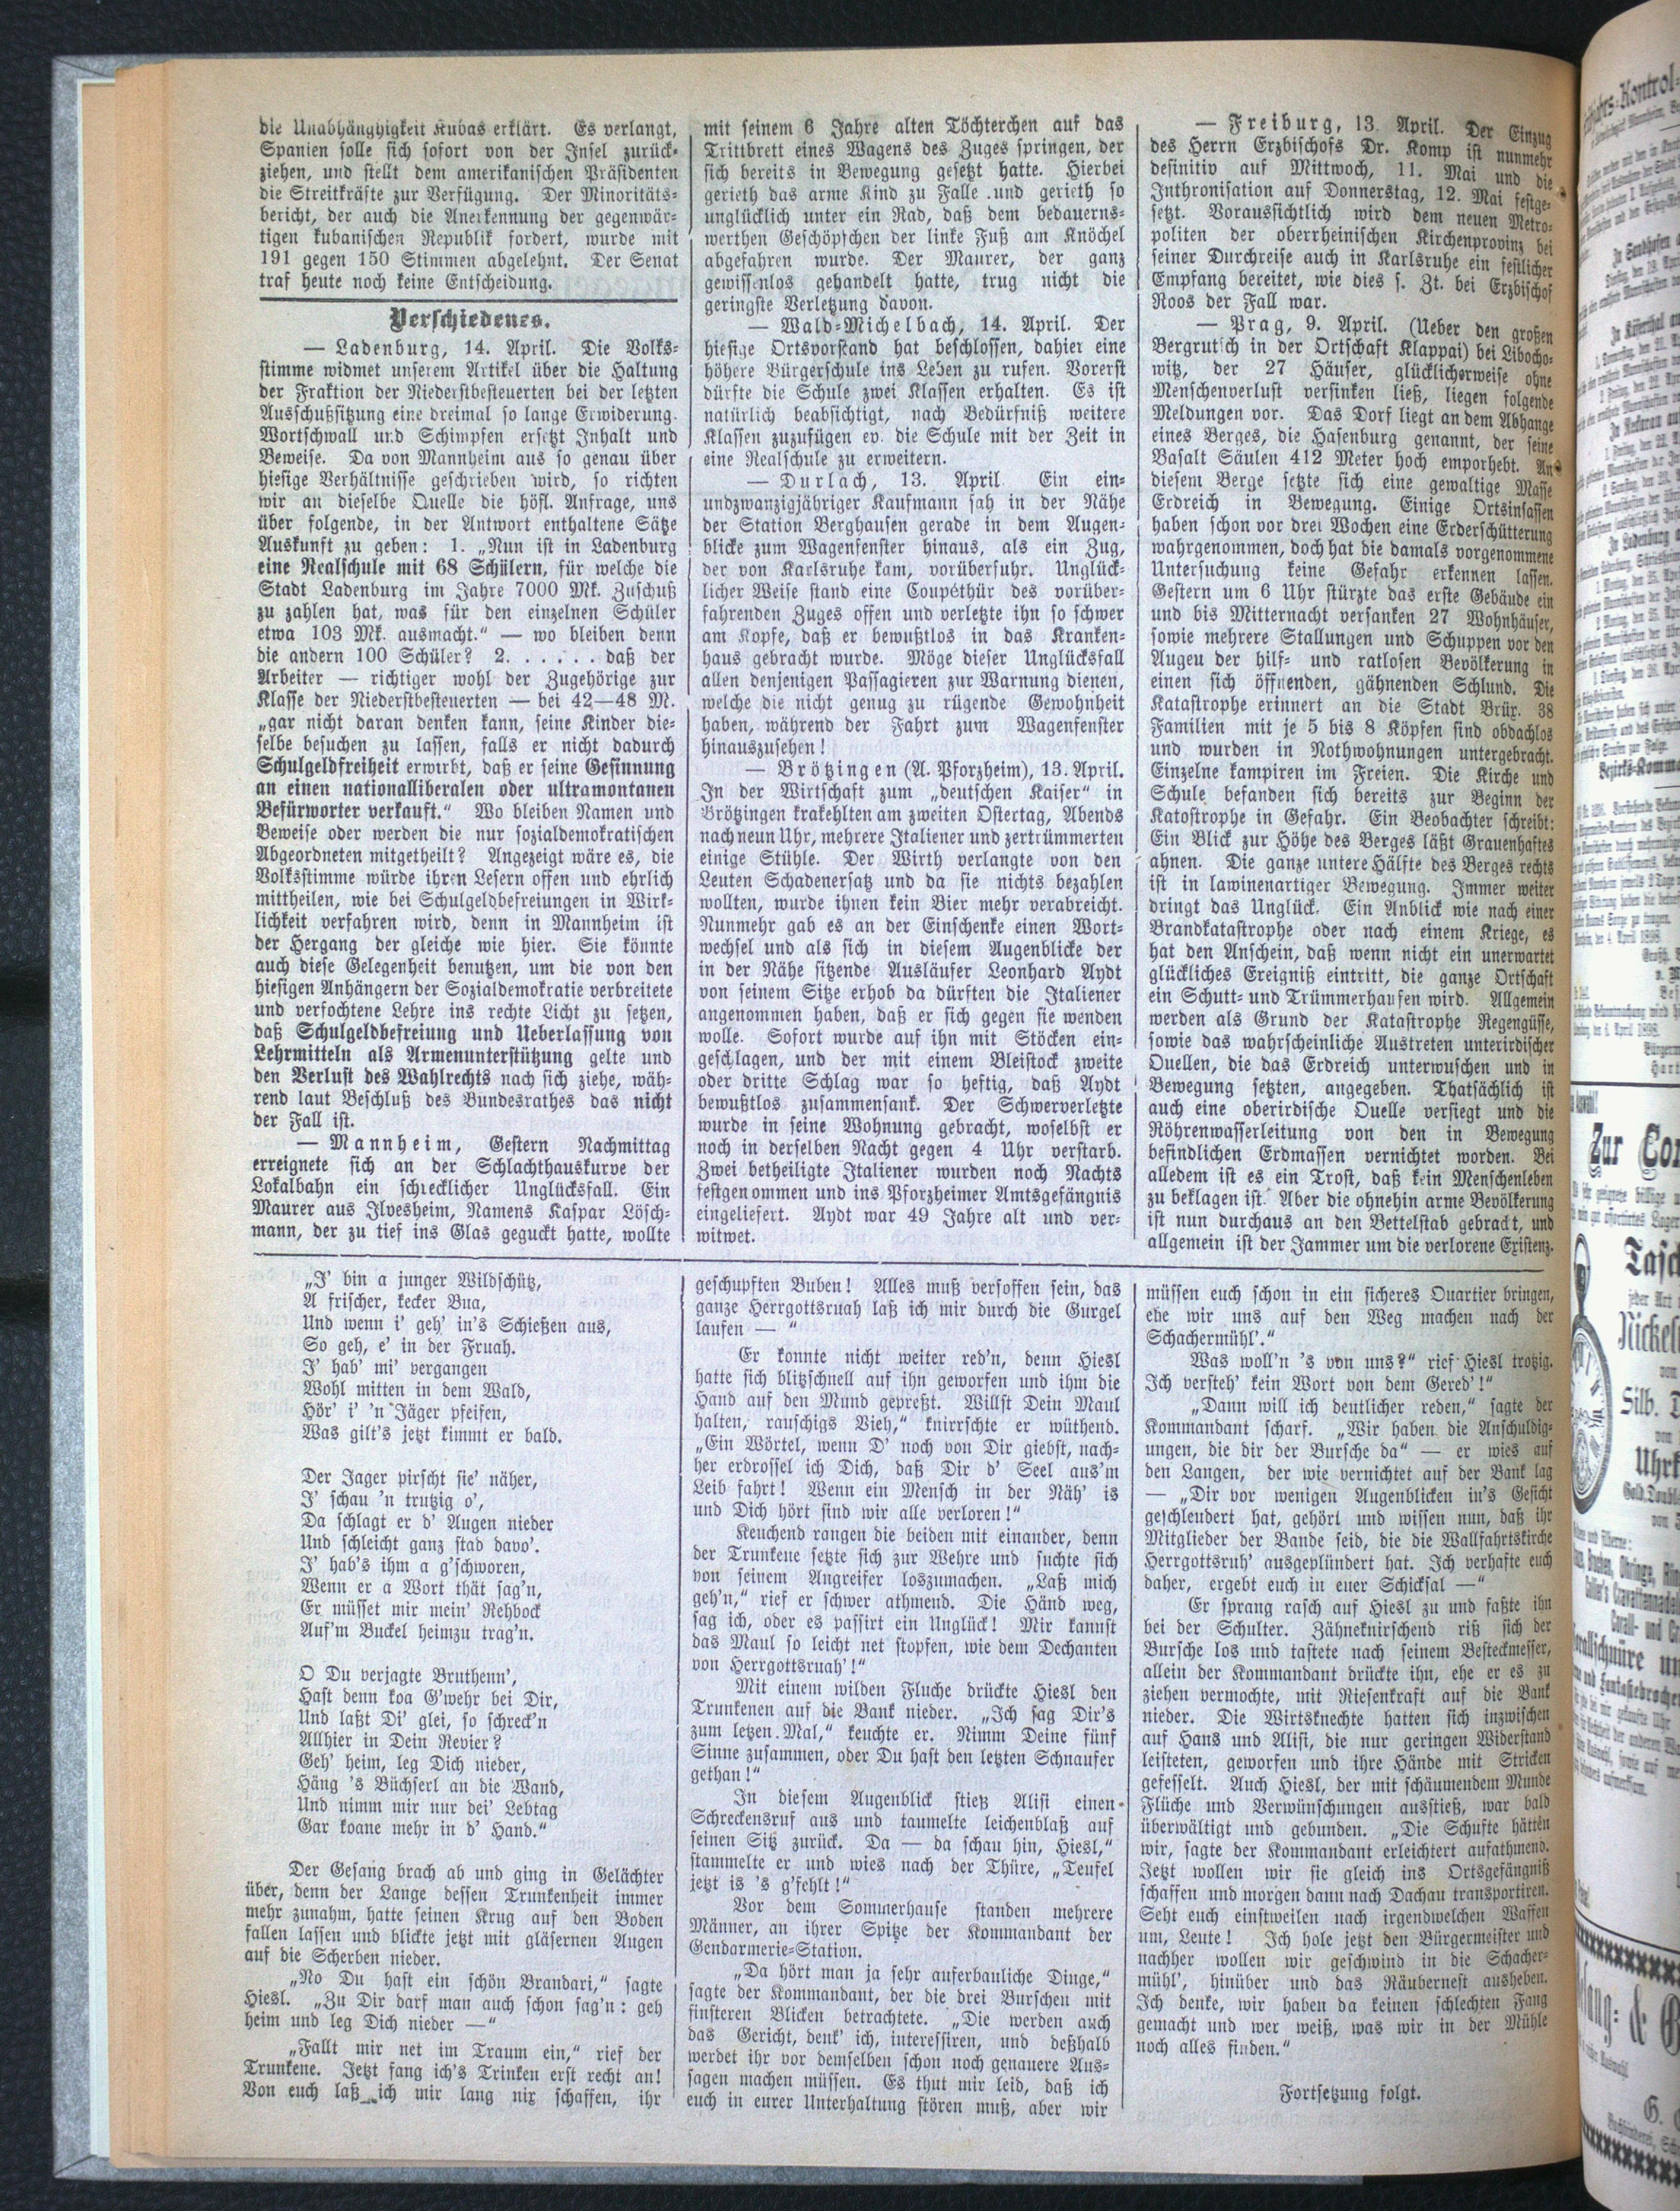 die Unabhänghigkeit Kubas erklärt. Es verlangt,
Spanien solle sich sofort von der Insel zurück-
ziehen, und stellt dem amerikanischen Präsidenten
die Streitkräfte zur Verfügung. Der Minoritäts-
bericht, der auch die Anerkennung der gegenwär-
tigen kubanischen Republik fordert, wurde mit
191 gegen 150 Stimmen abgelehnt. Der Senat
traf heute noch keine Entscheidung.
Verschiedenes.
— Ladenburg, 14. April. Die Volks-
stimme widmet unserem Artikel über die Haltung
der Fraktion der Niederstbesteuerten bei der letzten
Ausschußsitzung eine dreimal so lange Erwiderung.
Wortschwall und Schimpfen ersetzt Inhalt und
Beweise. Da von Mannheim aus so genau über
hiesige Verhältnisse geschrieben wird, so richten
wir an dieselbe Quelle die höfl. Anfrage, uns
über folgende, in der Antwort enthaltene Sätze
Auskunft zu geben: 1. „Nun ist in Ladenburg
eine Realschule mit 68 Schülern, für welche die
Stadt Ladenburg im Jahre 7000 Mk. Zuschuß
zu zahlen hat, was für den einzelnen Schüler
etwa 103 Mk. ausmacht.“ — wo bleiben denn
die andern 100 Schüler? 2. . . . . . daß der
Arbeiter — richtiger wohl der Zugehörige zur
Klasse der Niederstbesteuerten — bei 42—48 M.
„gar nicht daran denken kann, seine Kinder die-
selbe besuchen zu lassen, falls er nicht dadurch
Schulgeldfreiheit erwirbt, daß er seine Gesinnung
an einen nationalliberalen oder ultramontanen
Befürworter verkauft.“ Wo bleiben Namen und
Beweise oder werden die nur sozialdemokratischen
Abgeordneten mitgetheilt? Angezeigt wäre es, die
Volksstimme würde ihren Lesern offen und ehrlich
mittheilen, wie bei Schulgeldbefreiungen in Wirk-
lichkeit verfahren wird, denn in Mannheim ist
der Hergang der gleiche wie hier. Sie könnte
auch diese Gelegenheit benutzen, um die von den
hiesigen Anhängern der Sozialdemokratie verbreitete
und verfochtene Lehre ins rechte Licht zu setzen,
daß Schulgeldbefreiung und Ueberlassung von
Lehrmitteln als Armenunterstützung gelte und
den Verlust des Wahlrechts nach sich ziehe, wäh-
rend laut Beschluß des Bundesrathes das nicht
der Fall ist.
— Mannheim, Gestern Nachmittag
erreignete sich an der Schlachthauskurve der
Lokalbahn ein schrecklicher Unglücksfall. Ein
Maurer aus Ilvesheim, Namens Kaspar Lösch-
mann, der zu tief ins Glas geguckt hatte, wollte
mit seinem 6 Jahre alten Töchterchen auf das
Trittbrett eines Wagens des Zuges springen, der
sich bereits in Bewegung gesetzt hatte. Hierbei
gerieth das arme Kind zu Falle und gerieth so
unglücklich unter ein Rad, daß dem bedauerns-
werthen Geschöpfchen der linke Fuß am Knöchel
abgefahren wurde. Der Maurer, der ganz
gewissenlos gehandelt hatte, trug nicht die
geringste Verletzung davon.
— Wald-Michelbach, 14. April. Der
hiesige Ortsvorstand hat beschlossen, dahier eine
höhere Bürgerschule ins Leben zu rufen. Vorerst
dürfte die Schule zwei Klassen erhalten. Es ist
natürlich beabsichtigt, nach Bedürfniß weitere
Klassen zuzufügen ev. die Schule mit der Zeit in
eine Realschule zu erweitern.
— Durlach, 13. April. Ein ein-
undzwanzigjähriger Kaufmann sah in der Nähe
der Station Berghausen gerade in dem Augen-
blicke zum Wagenfenster hinaus, als ein Zug,
der von Karlsruhe kam, vorüberfuhr. Unglück-
licher Weise stand eine Coupéthür des vorüber-
fahrenden Zuges offen und verletzte ihn so schwer
am Kopfe, daß er bewußtlos in das Kranken-
haus gebracht wurde. Möge dieser Unglücksfall
allen denjenigen Passagieren zur Warnung dienen,
welche die nicht genug zu rügende Gewohnheit
haben, während der Fahrt zum Wagenfenster
hinauszusehen!
— Brötzingen (A. Pforzheim), 13. April.
In der Wirtschaft zum „deutschen Kaiser“ in
Brötzingen krakehlten am zweiten Ostertag, Abends
nach neun Uhr, mehrere Italiener und zertrümmerten
einige Stühle. Der Wirth verlangte von den
Leuten Schadenersatz und da sie nichts bezahlen
wollten, wurde ihnen kein Bier mehr verabreicht.
Nunmehr gab es an der Einschenke einen Wort-
wechsel und als sich in diesem Augenblicke der
in der Nähe sitzende Ausläufer Leonhard Aydt
von seinem Sitze erhob da dürften die Italiener
angenommen haben, daß er sich gegen sie wenden
wolle. Sofort wurde auf ihn mit Stöcken ein-
geschlagen, und der mit einem Bleistock zweite
oder dritte Schlag war so heftig, daß Aydt
bewußtlos zusammensank. Der Schwerverletzte
wurde in seine Wohnung gebracht, woselbst er
noch in derselben Nacht gegen 4 Uhr verstarb.
Zwei betheiligte Italiener wurden noch Nachts
festgenommen und ins Pforzheimer Amtsgefängnis
eingeliefert. Aydt war 49 Jahre alt und ver-
witwet.
— Freiburg, 13. April. Der Einzug
des Herrn Erzbischofs Dr. Komp ist nunmehr
definitiv auf Mittwoch, 11. Mai und die
Inthronisation auf Donnerstag, 12. Mai festge-
setzt. Voraussichtlich wird dem neuen Metro-
politen der oberrheinischen Kirchenprovinz bei
seiner Durchreise auch in Karlsruhe ein festlicher
Empfang bereitet, wie dies s. Zt. bei Erzbischof
Roos der Fall war.
— Prag, 9. April. (Ueber den großen
Bergrutsch in der Ortschaft Klappai) bei Libocho-
witz, der 27 Häuser, glücklicherweise ohne
Menschenverlust versinken ließ, liegen folgende
Meldungen vor. Das Dorf liegt an dem Abhange
eines Berges, die Hasenburg genannt, der seine
Basalt Säulen 412 Meter hoch emporhebt. An
diesem Berge setzte sich eine gewaltige Masse
Erdreich in Bewegung. Einige Ortsinsassen
haben schon vor drei Wochen eine Erderschütterung
wahrgenommen, doch hat die damals vorgenommene
Untersuchung keine Gefahr erkennen lassen.
Gestern um 6 Uhr stürzte das erste Gebäude ein
und bis Mitternacht versanken 27 Wohnhäuser,
sowie mehrere Stallungen und Schuppen vor den
Augeu der hilf- und ratlosen Bevölkerung in
einen sich öffnenden, gähnenden Schlund. Die
Katastrophe erinnert an die Stadt Brüx. 38
Familien mit je 5 bis 8 Köpfen sind obdachlos
und wurden in Nothwohnungen untergebracht.
Einzelne kampiren im Freien. Die Kirche und
Schule befanden sich bereits zur Beginn der
Katostrophe in Gefahr. Ein Beobachter schreibt:
Ein Blick zur Höhe des Berges läßt Grauenhaftes
ahnen. Die ganze untere Hälfte des Berges rechts
ist in lawinenartiger Bewegung. Immer weiter
dringt das Unglück. Ein Anblick wie nach einer
Brandkatastrophe oder nach einem Kriege, es
hat den Anschein, daß wenn nicht ein unerwartet
glückliches Ereigniß eintritt, die ganze Ortschaft
ein Schutt- und Trümmerhaufen wird. Allgemein
werden als Grund der Katastrophe Regengüsse,
sowie das wahrscheinliche Austreten unterirdischer
Quellen, die das Erdreich unterwuschen und in
Bewegung setzten, angegeben. Thatsächlich ist
auch eine oberirdische Quelle versiegt und die
Röhrenwasserleitung von den in Bewegung
befindlichen Erdmassen vernichtet worden. Bei
alledem ist es ein Trost, daß kein Menschenleben
zu beklagen ist. Aber die ohnehin arme Bevölkerung
ist nun durchaus an den Bettelstab gebracht, und
allgemein ist der Jammer um die verlorene Existenz.
„I' bin a junger Wildschütz,
A frischer, kecker Bua,
Und wenn i' geh' in's Schießen aus,
So geh, e' in der Fruah.
I' hab' mi' vergangen
Wohl mitten in dem Wald,
Hör' i' 'n Jäger pfeifen,
Was gilt's jetzt kimmt er bald.
Der Jager pirscht sie' näher,
I' schau 'n trutzig o',
Da schlagt er d' Augen nieder
Und schleicht ganz stad davo'.
I' hab's ihm a g'schworen,
Wenn er a Wort thät sag'n,
Er müsset mir mein' Rehbock
Auf'm Buckel heimzu trag'n.
O Du verjagte Bruthenn',
Hast denn koa G'wehr bei Dir,
Und laßt Di' glei, so schreck'n
Allhier in Dein Revier?
Geh' heim, leg Dich nieder,
Häng 's Büchserl an die Wand,
Und nimm mir nur dei' Lebtag
Gar koane mehr in d' Hand.“
Der Gesang brach ab und ging in Gelächter
über, denn der Lange dessen Trunkenheit immer
mehr zunahm, hatte seinen Krug auf den Boden
fallen lassen und blickte jetzt mit gläsernen Augen
auf die Scherben nieder.
„No Du hast ein schön Brandari,“ sagte
Hiesl. „Zu Dir darf man auch schon sag'n: geh
heim und leg Dich nieder —“
„Fallt mir net im Traum ein,“ rief der
Trunkene. Jetzt fang ich's Trinken erst recht an!
Von euch laß ich mir lang nix schaffen, ihr
geschupften Buben! Alles muß versoffen sein, das
ganze Herrgottsruah laß ich mir durch die Gurgel
laufen — “
Er konnte nicht weiter red'n, denn Hiesl
hatte sich blitzschnell auf ihn geworfen und ihm die
Hand auf den Mund gepreßt. Willst Dein Maul
halten, rauschigs Vieh,“ knirrschte er wüthend.
„Ein Wörtel, wenn D' noch von Dir giebst, nach-
her erdrossel ich Dich, daß Dir d' Seel aus'm
Leib fahrt! Wenn ein Mensch in der Näh' is
und Dich hört sind wir alle verloren!“
Keuchend rangen die beiden mit einander, denn
der Trunkene setzte sich zur Wehre und suchte sich
von seinem Angreifer loszumachen. „Laß mich
geh'n,“ rief er schwer athmend. Die Händ weg,
sag ich, oder es passirt ein Unglück! Mir kannst
das Maul so leicht net stopfen, wie dem Dechanten
von Herrgottsruah'!“
Mit einem wilden Fluche drückte Hiesl den
Trunkenen auf die Bank nieder. „Ich sag Dir's
zum letzen Mal,“ keuchte er. Nimm Deine fünf
Sinne zusammen, oder Du hast den letzten Schnaufer
gethan!“
In diesem Augenblick stieß Alisi einen
Schreckensruf aus und taumelte leichenblaß auf
seinen Sitz zurück. Da — da schau hin, Hiesl,“
stammelte er und wies nach der Thüre, „Teufel
jetzt is 's g'fehlt!“
Vor dem Sommerhause standen mehrere
Männer, an ihrer Spitze der Kommandant der
Gendarmerie-Station.
„Da hört man ja sehr auferbauliche Dinge,“
sagte der Kommandant, der die drei Burschen mit
finsteren Blicken betrachtete. „Die werden auch
das Gericht, denk' ich, interessiren, und deßhalb
werdet ihr vor demselben schon noch genauere Aus-
sagen machen müssen. Es thut mir leid, daß ich
euch in eurer Unterhaltung stören muß, aber wir
müssen euch schon in ein sicheres Quartier bringen,
ehe wir uns auf den Weg machen nach der
Schachermühl'.“
Was woll'n 's von uns?“ rief Hiesl trotzig.
Ich versteh' kein Wort von dem Gered'!“
„Dann will ich deutlicher reden,“ sagte der
Kommandant scharf. „Wir haben die Anschuldig-
ungen, die dir der Bursche da“ — er wies auf
den Langen, der wie vernichtet auf der Bank lag
— „Dir vor wenigen Augenblicken in's Gesicht
geschleudert hat, gehört und wissen nun, daß ihr
Mitglieder der Bande seid, die die Wallfahrtskirche
Herrgottsruh' ausgeplündert hat. Ich verhafte euch
daher, ergebt euch in euer Schicksal —“
Er sprang rasch auf Hiesl zu und faßte ihn
bei der Schulter. Zähneknirschend riß sich der
Bursche los und tastete nach seinem Besteckmesser,
allein der Kommandant drückte ihn, ehe er es zu
ziehen vermochte, mit Riesenkraft auf die Bank
nieder. Die Wirtsknechte hatten sich inzwischen
auf Hans und Alisi, die nur geringen Widerstand
leisteten, geworfen und ihre Hände mit Stricken
gefesselt. Auch Hiesl, der mit schäumendem Munde
Flüche und Verwünschungen ausstieß, war bald
überwältigt und gebunden. „Die Schufte hätten
wir, sagte der Kommandant erleichtert aufathmend.
Jetzt wollen wir sie gleich ins Ortsgefängniß
schaffen und morgen dann nach Dachau transportiren.
Seht euch einstweilen nach irgendwelchen Waffen
um, Leute! Ich hole jetzt den Bürgermeister und
nachher wollen wir geschwind in die Schacher-
mühl', hinüber und das Räubernest ausheben.
Ich denke, wir haben da keinen schlechten Fang
gemacht und wer weiß, was wir in der Mühle
noch alles finden.“
Fortsetzung folgt.
Zur
Nickel
Silb.